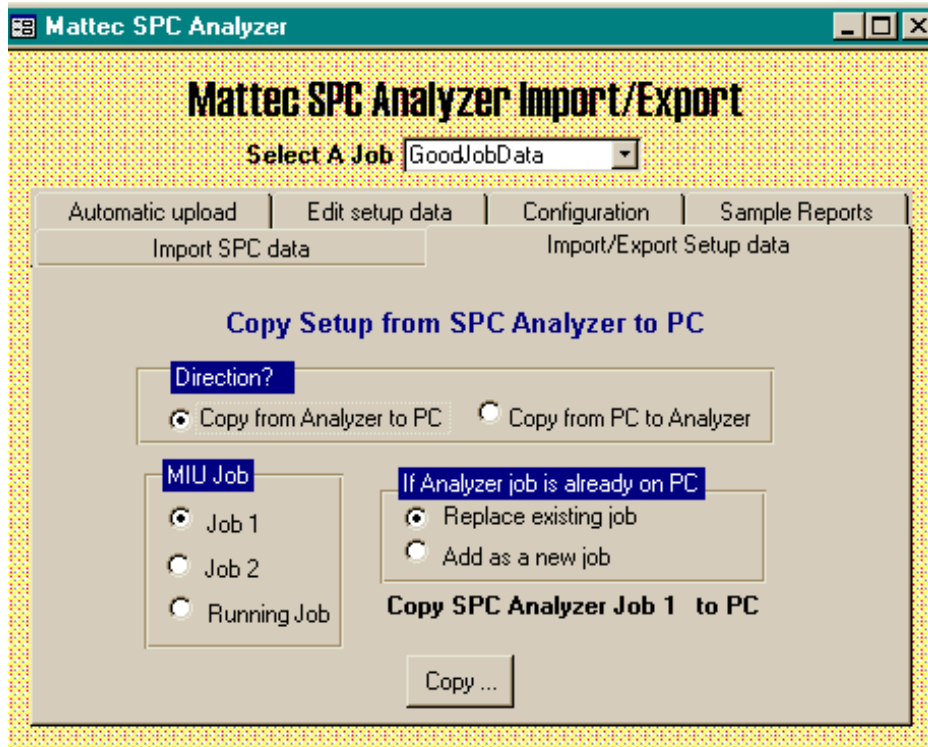 Mattec SPC Analyzer
Mattec SPC Analyzer Import/Export
Select A Job GoodJobData
Automatic upload Edit setup data Configuration Sample Reports
Import SPC data Import/Export Setup data
Copy Setup from SPC Analyzer to PC
Direction?
Copy from Analyzer to PC Copy from PC to Analyzer
MIU Job
Job 1
Job 2
Running Job
If Analyzer job is already on PC
Replace existing job
Add as a new job
Copy SPC Analyzer Job 1 to PC
Copy ...